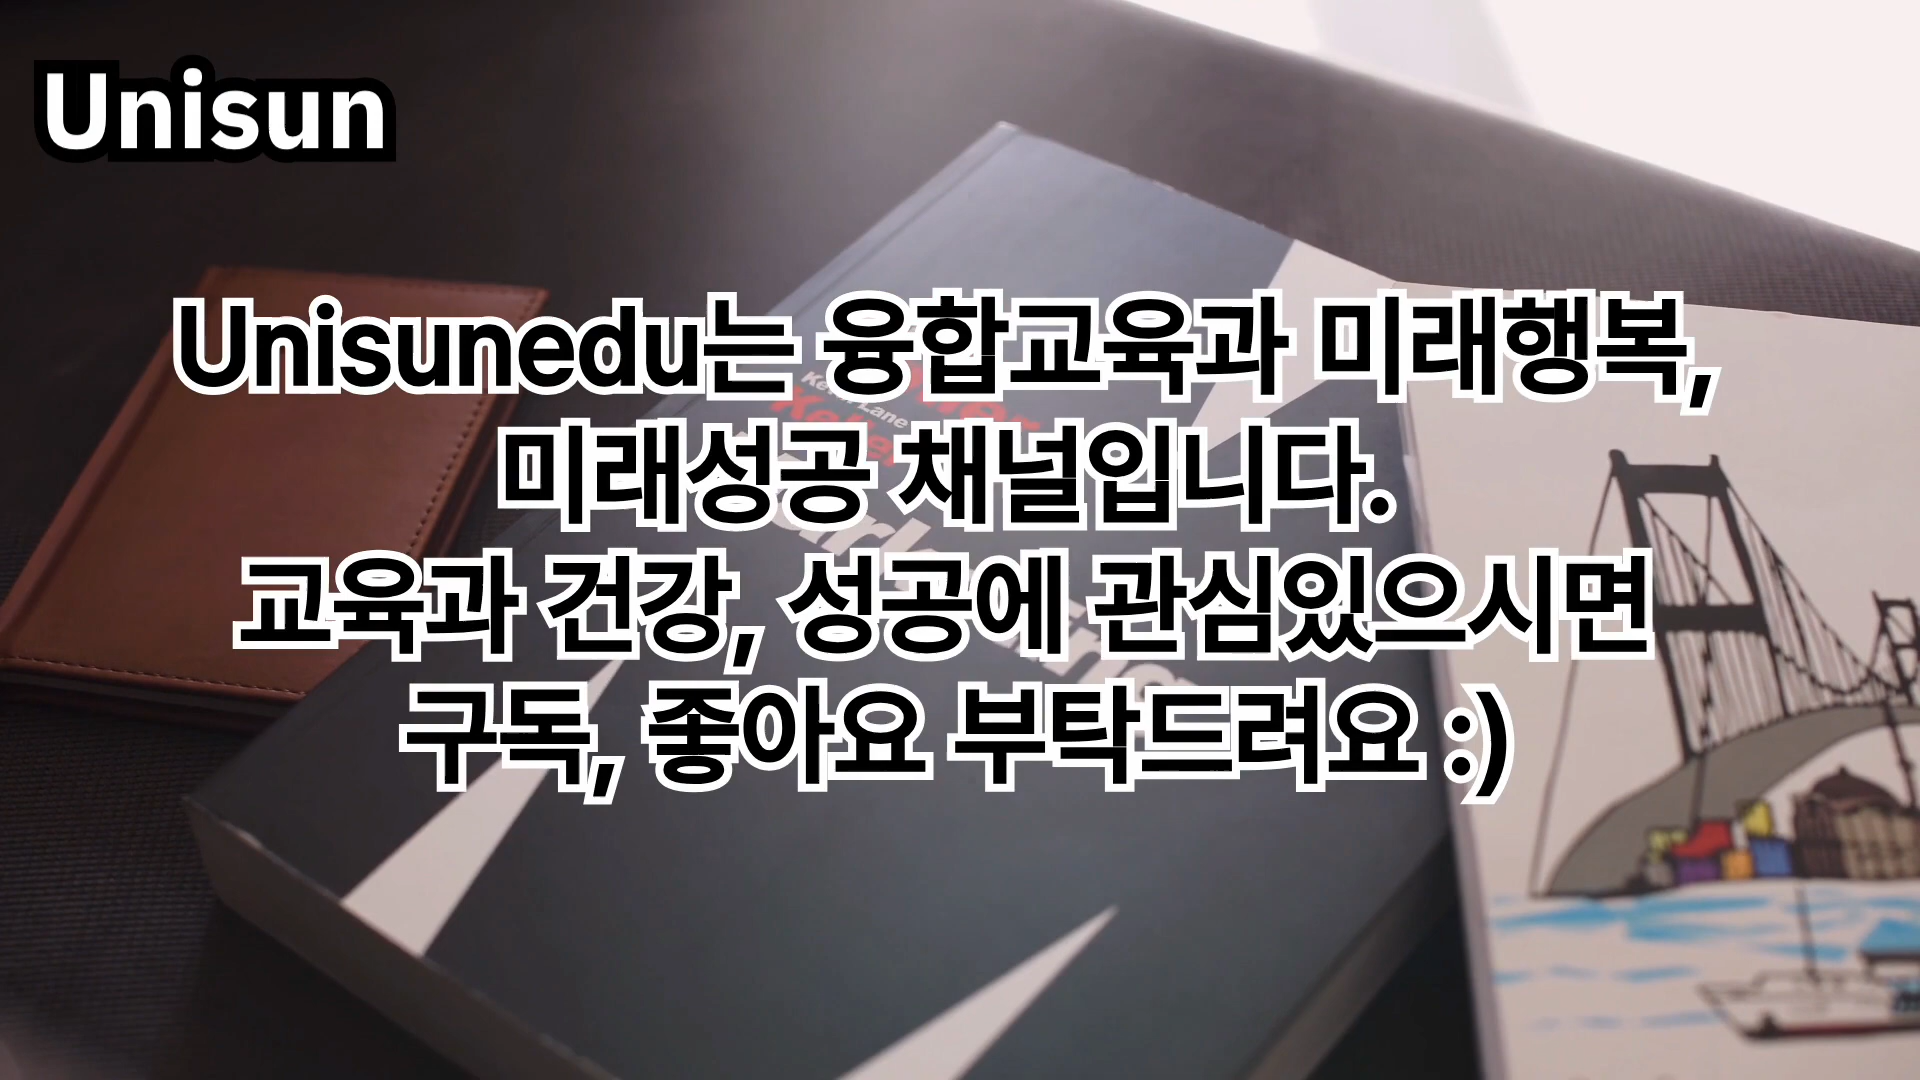 Unisun
Unisunedu는 융합교육과 미래행복,
미래성공 채널입니다.
교육과 건강, 성공에 관심있으시면
구독, 좋아요 부탁드려요 :)